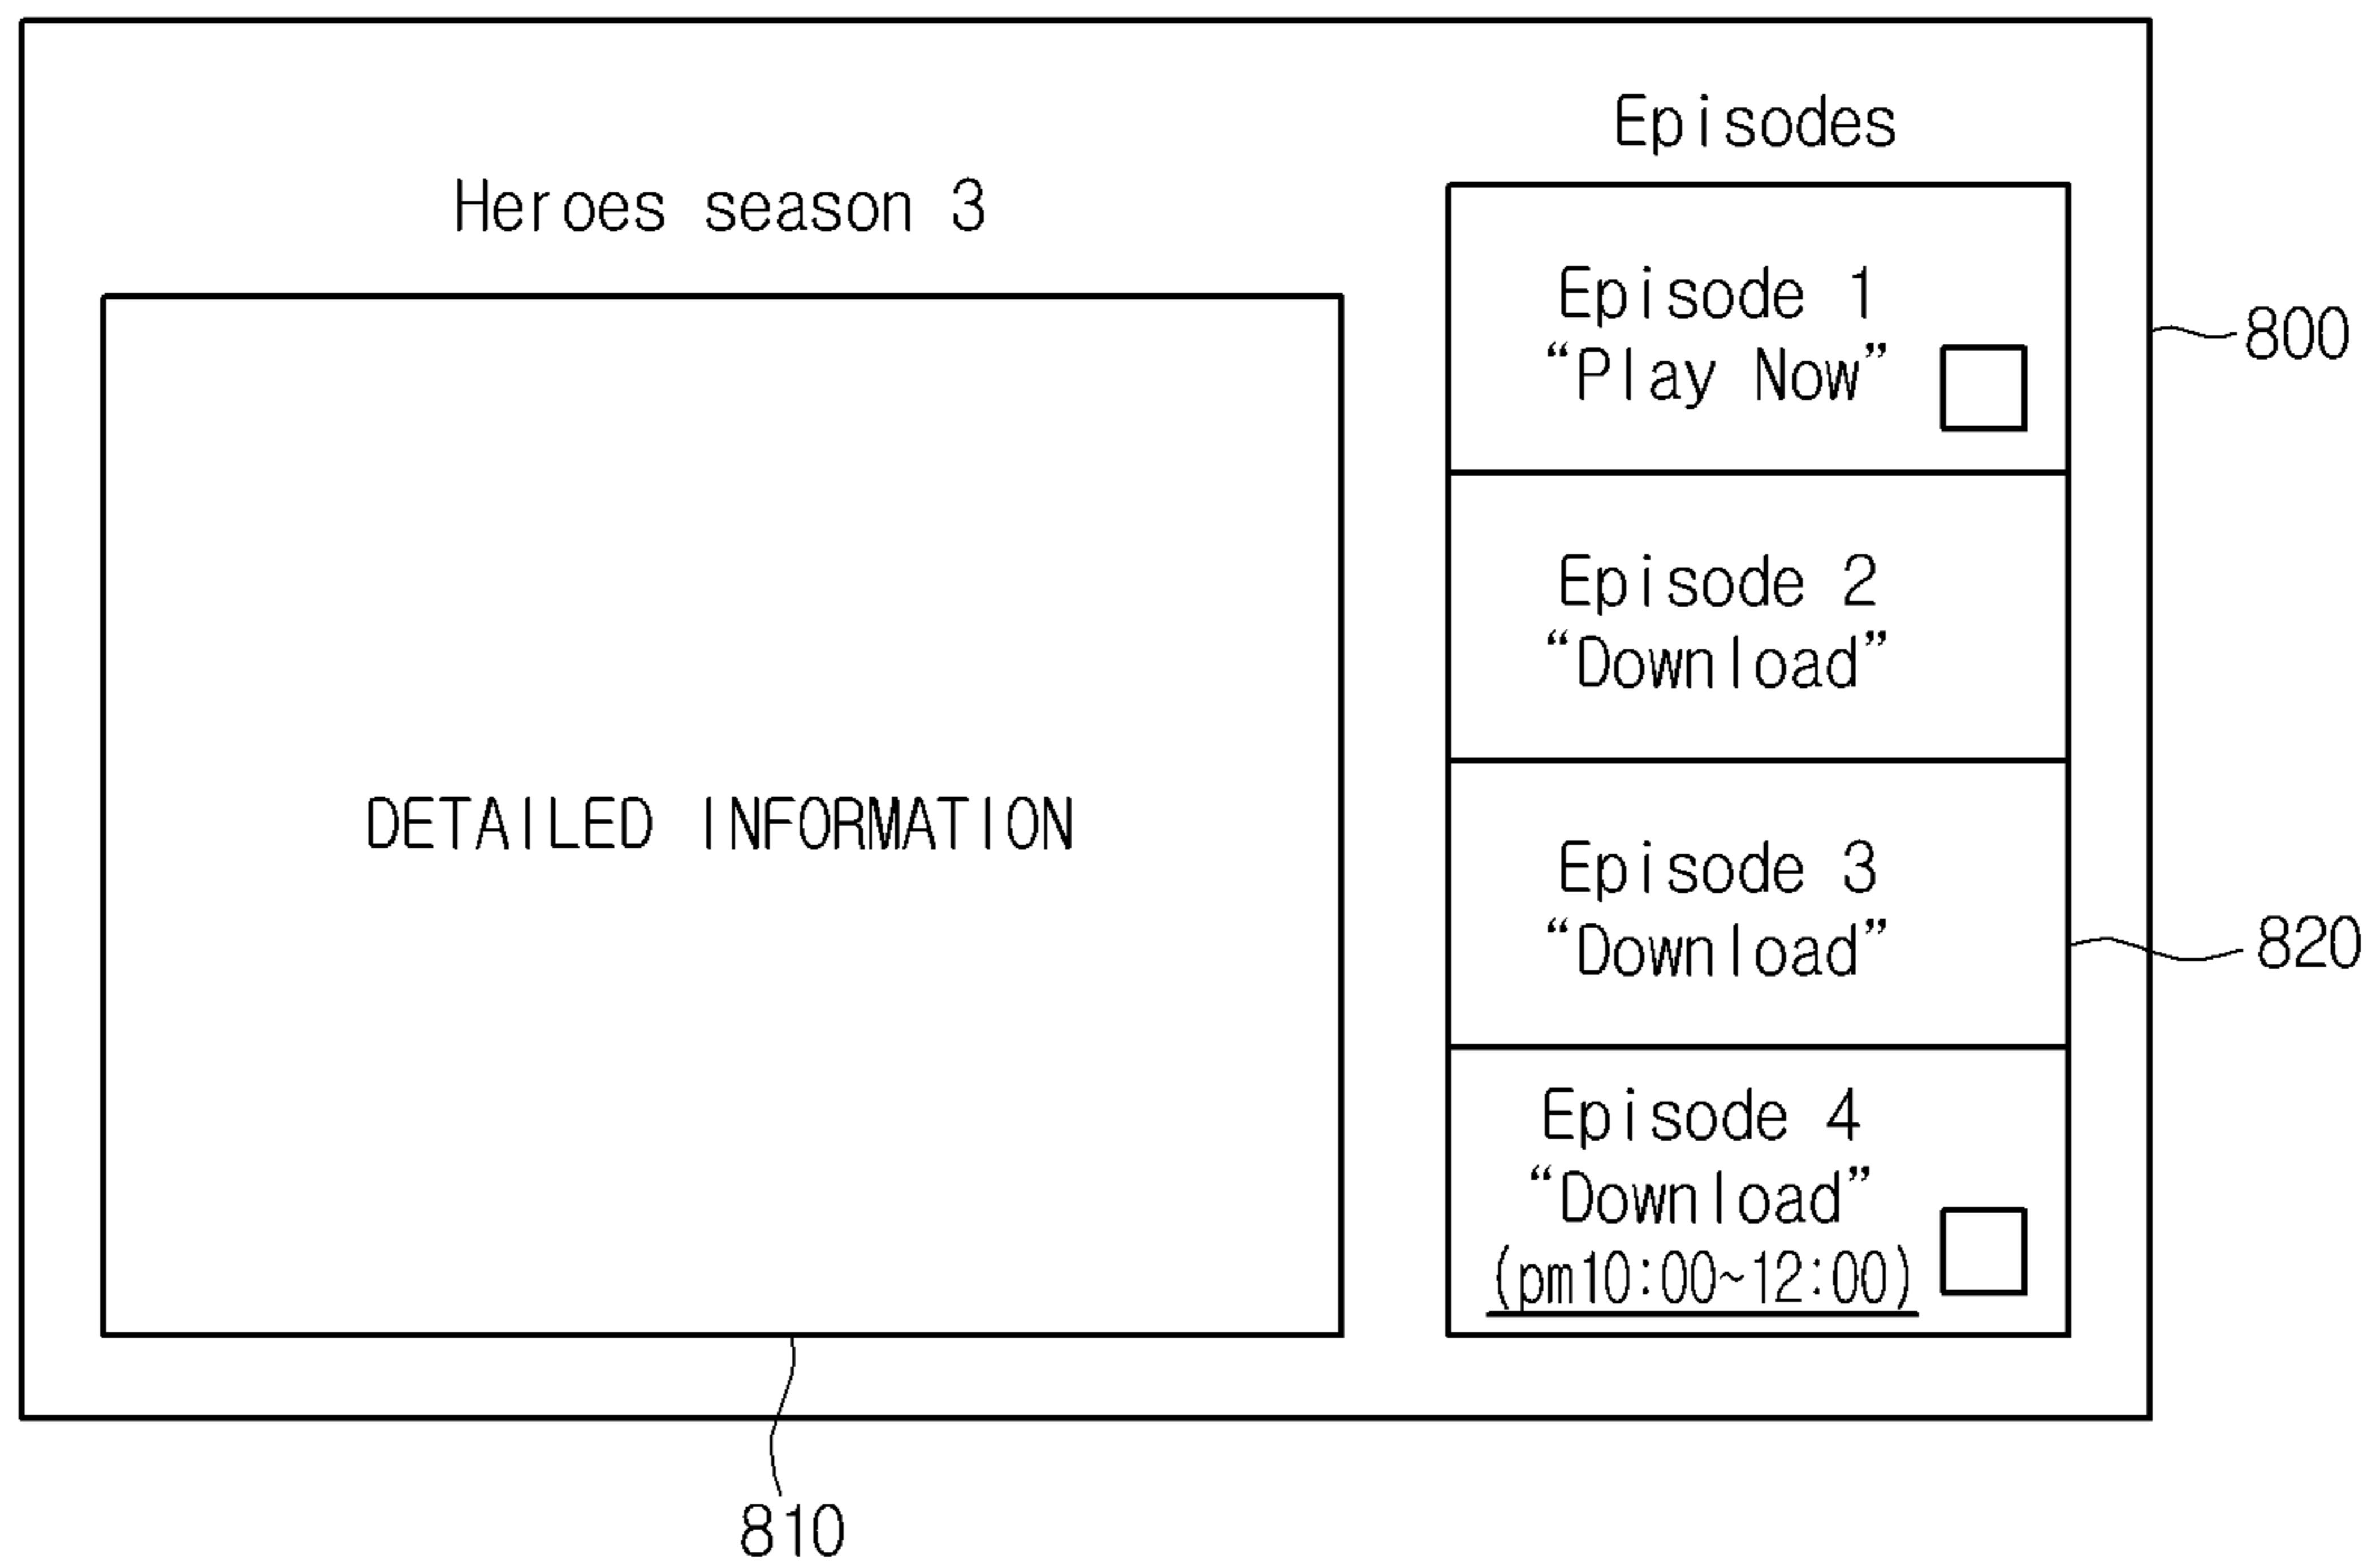 Heroes season 3
DETAILED INFORMATION
Episodes
Episode 1
“Play Now”
Episode 2
“Download”
Episode 3
“Download”
Episode 4
“Download”
(pm10:00~12:00)
800
820
810